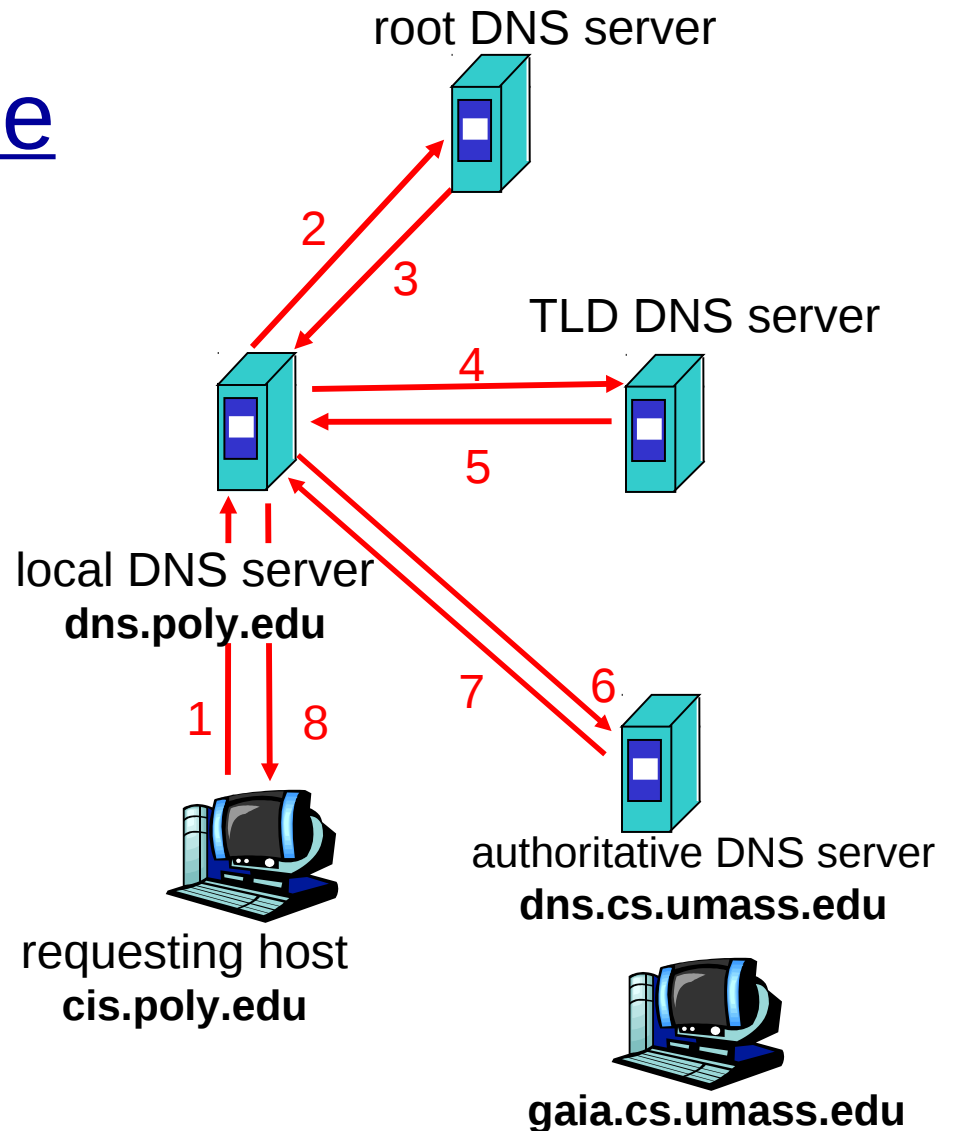 root DNS server
e
2
3
TLD DNS server
4
5
local DNS server
dns.poly.edu
7
6
1
8
authoritative DNS server
dns.cs.umass.edu
requesting host
cis.poly.edu
gaia.cs.umass.edu